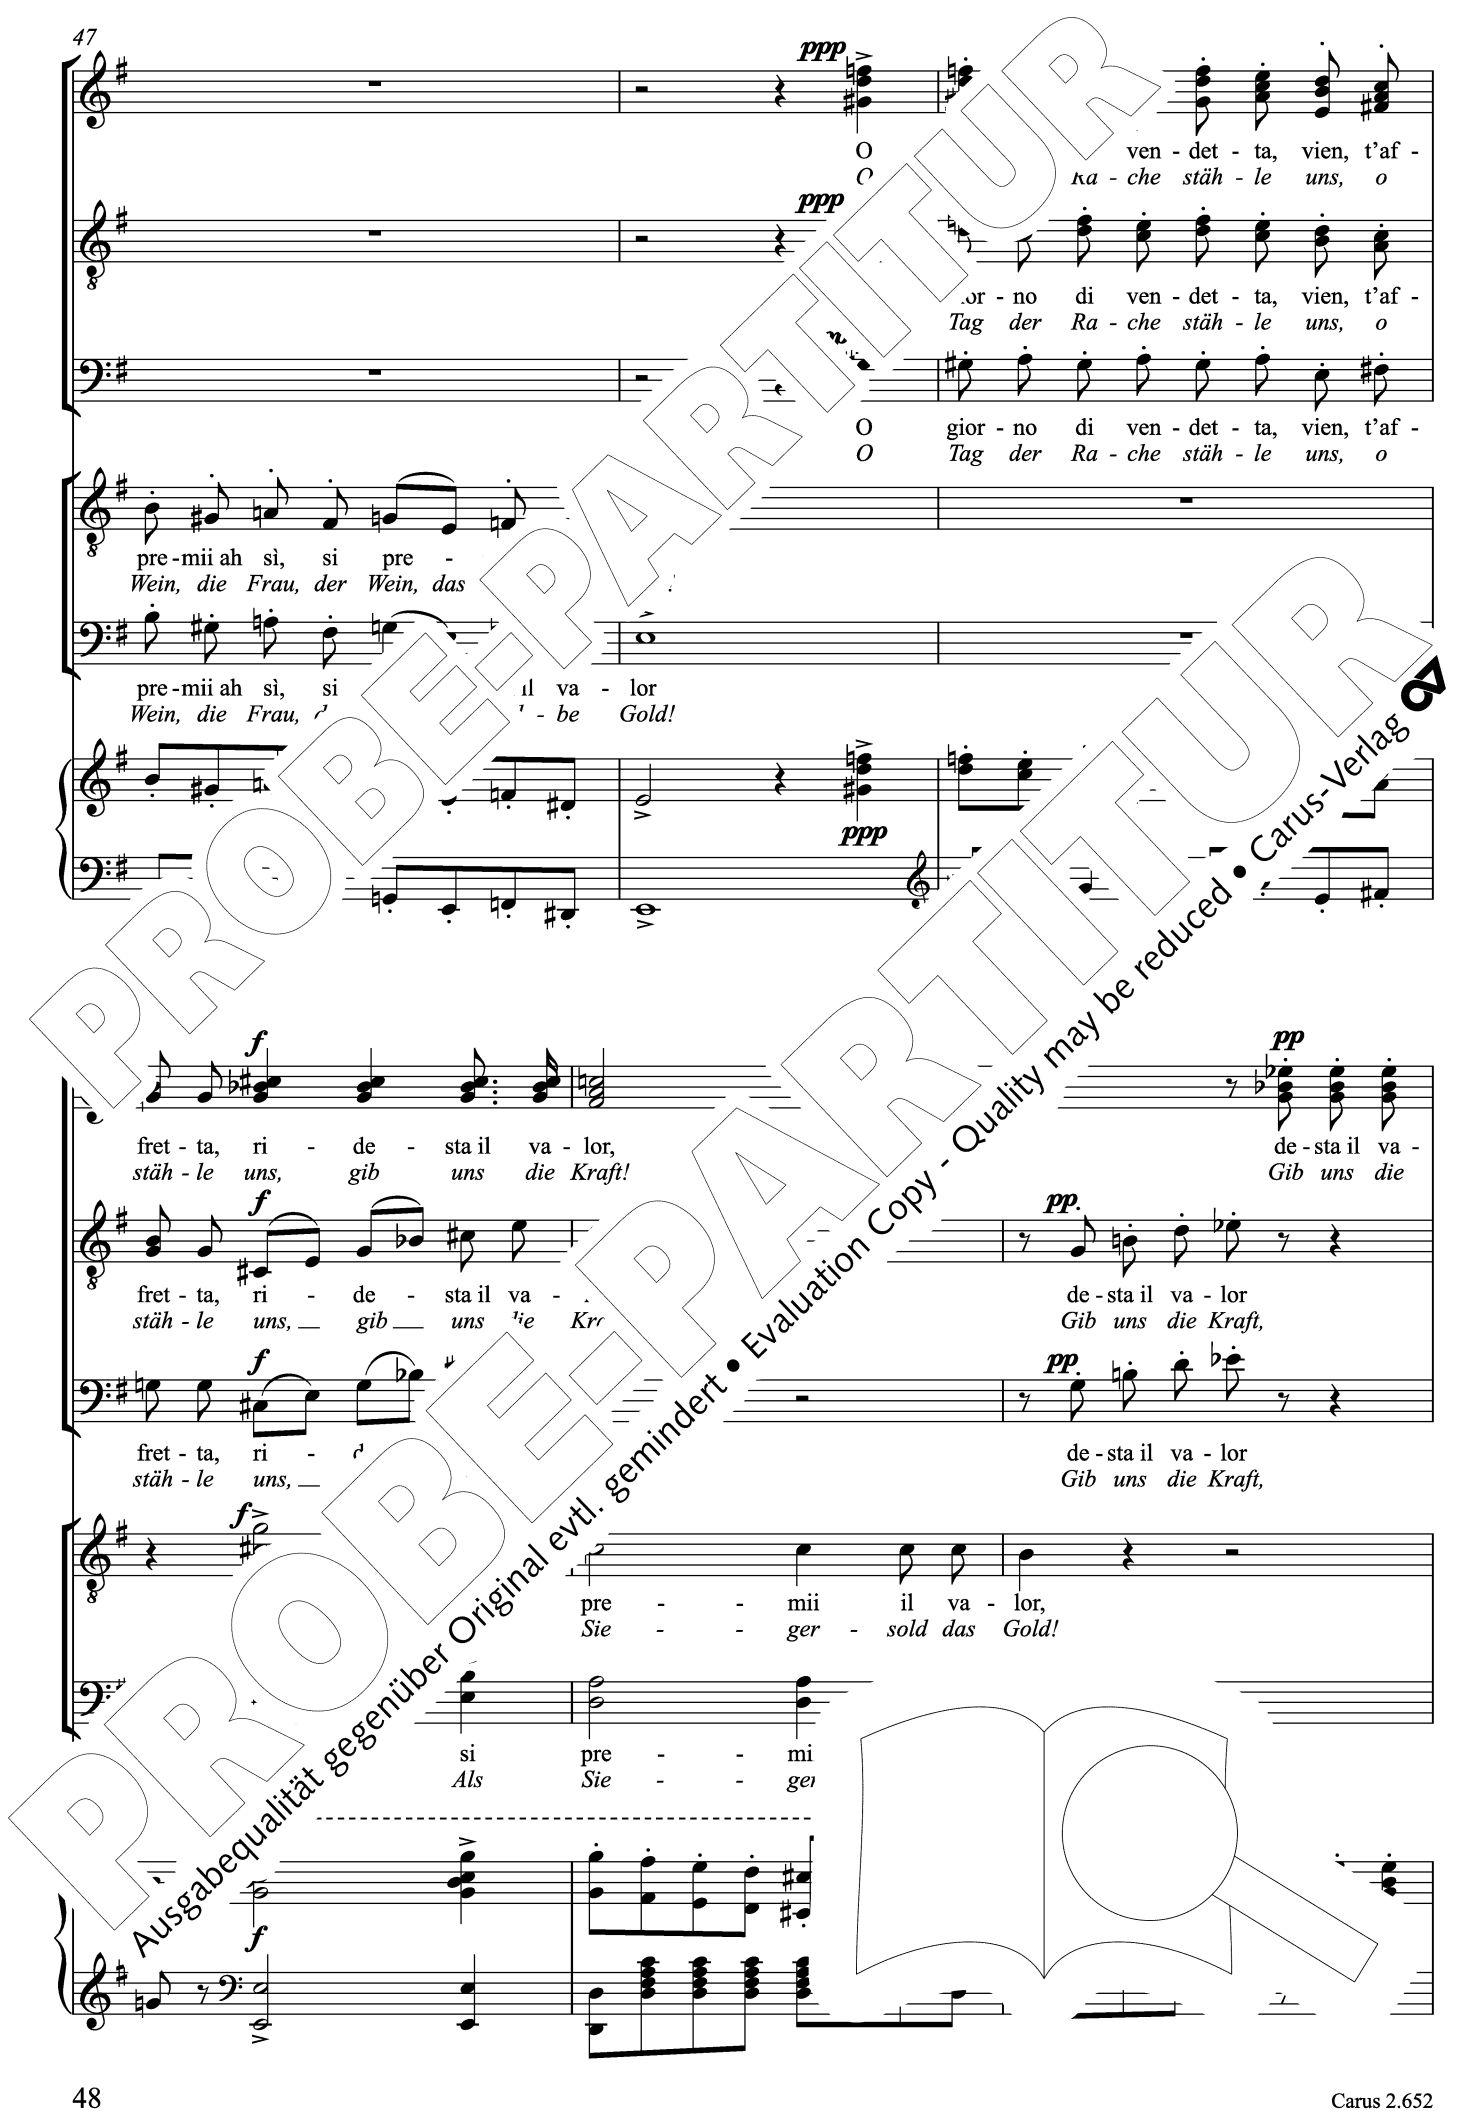 47
ppp
O ven - det - ta, vien, t'af -
O Ra - che stäh - le uns, o
ppp
no di ven - det - ta, vien, t'af -
Tag der Ra - che stäh - le uns, o
O gior - no di ven - det - ta, vien, t'af -
O Tag der Ra - che stäh - le uns, o
pre - mii ah sì, si pre -
Wein, die Frau, der Wein, das
pre - mii ah sì, si il va - lor
Wein, die Frau, - be Gold!
ppp
PROBE-PARTITUR
f pp
fret - ta, ri - de - sta il va - lor, de - sta il va -
stäh - le uns, gib uns die Kraft! Gib uns die
f pp
fret - ta, ri - de - sta il va - de - sta il va - lor
stäh - le uns, gib uns Gib uns die Kraft,
f pp
fret - ta, ri - de - sta il va - lor
stäh - le uns, Gib uns die Kraft,
f
pre - - mii il va - lor,
Sie - - ger - sold das Gold!
si pre - - mi
Als Sie - - ger
f
PROBE-PARTITUR
Ausgabequalität gegenüber Original evtl. gemindert • Evaluation Copy - Quality may be reduced • Carus-Verlag
48
Carus 2.652